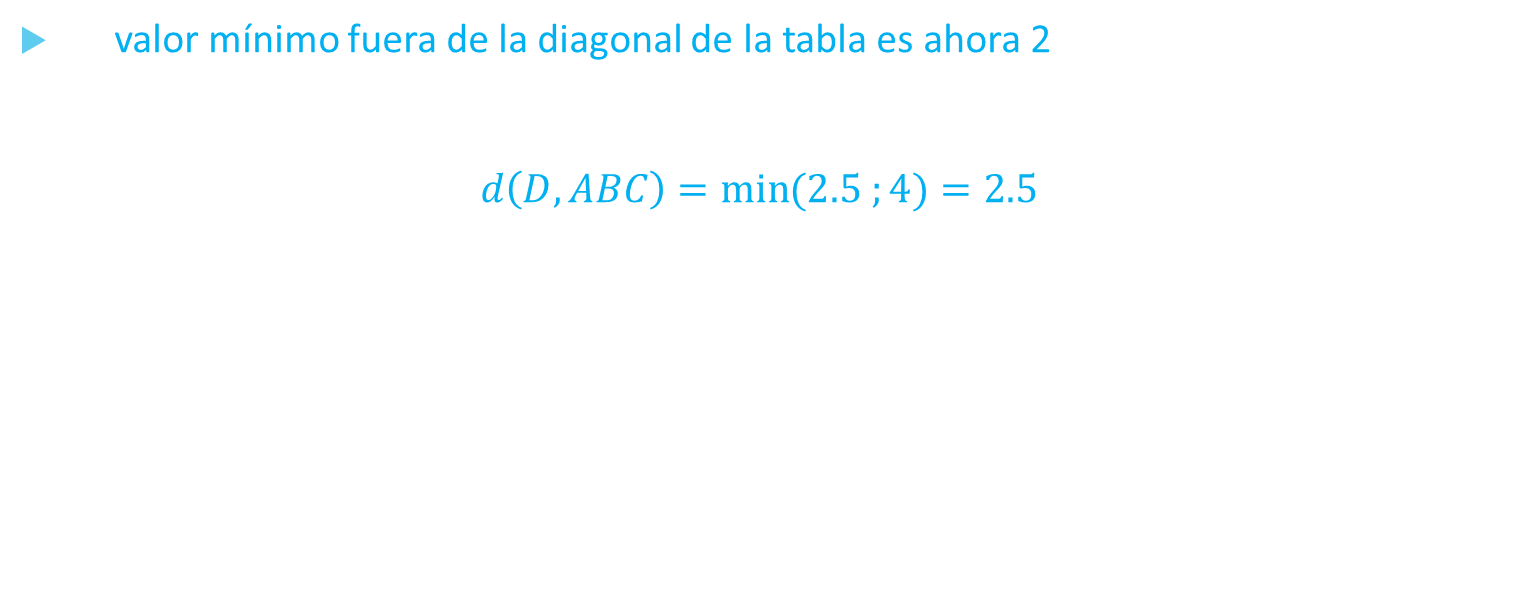 valor mínimo fuera de la diagonal de la tabla es ahora 2
d(D, ABC) = min(2.5 ; 4) = 2.5